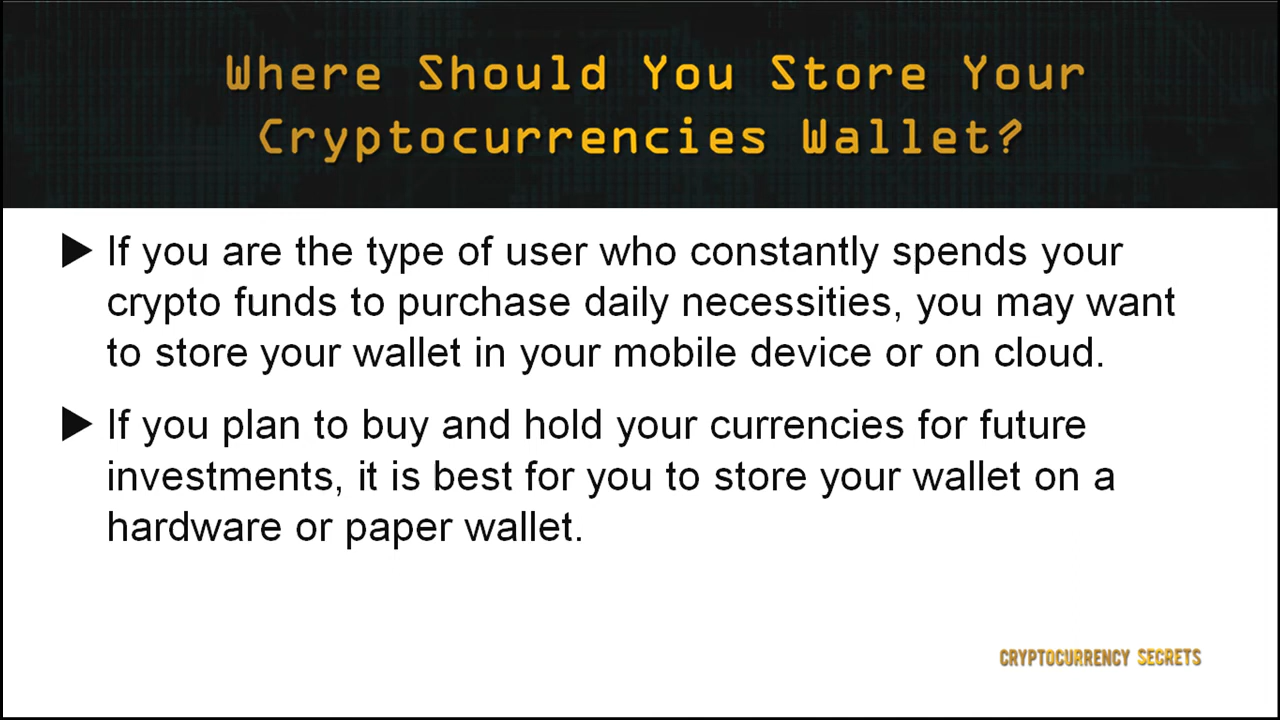 Where Should You Store Your
Cryptocurrencies Wallet?
▶ If you are the type of user who constantly spends your
crypto funds to purchase daily necessities, you may want
to store your wallet in your mobile device or on cloud.
▶ If you plan to buy and hold your currencies for future
investments, it is best for you to store your wallet on a
hardware or paper wallet.
CRYPTOCURRENCY SECRETS